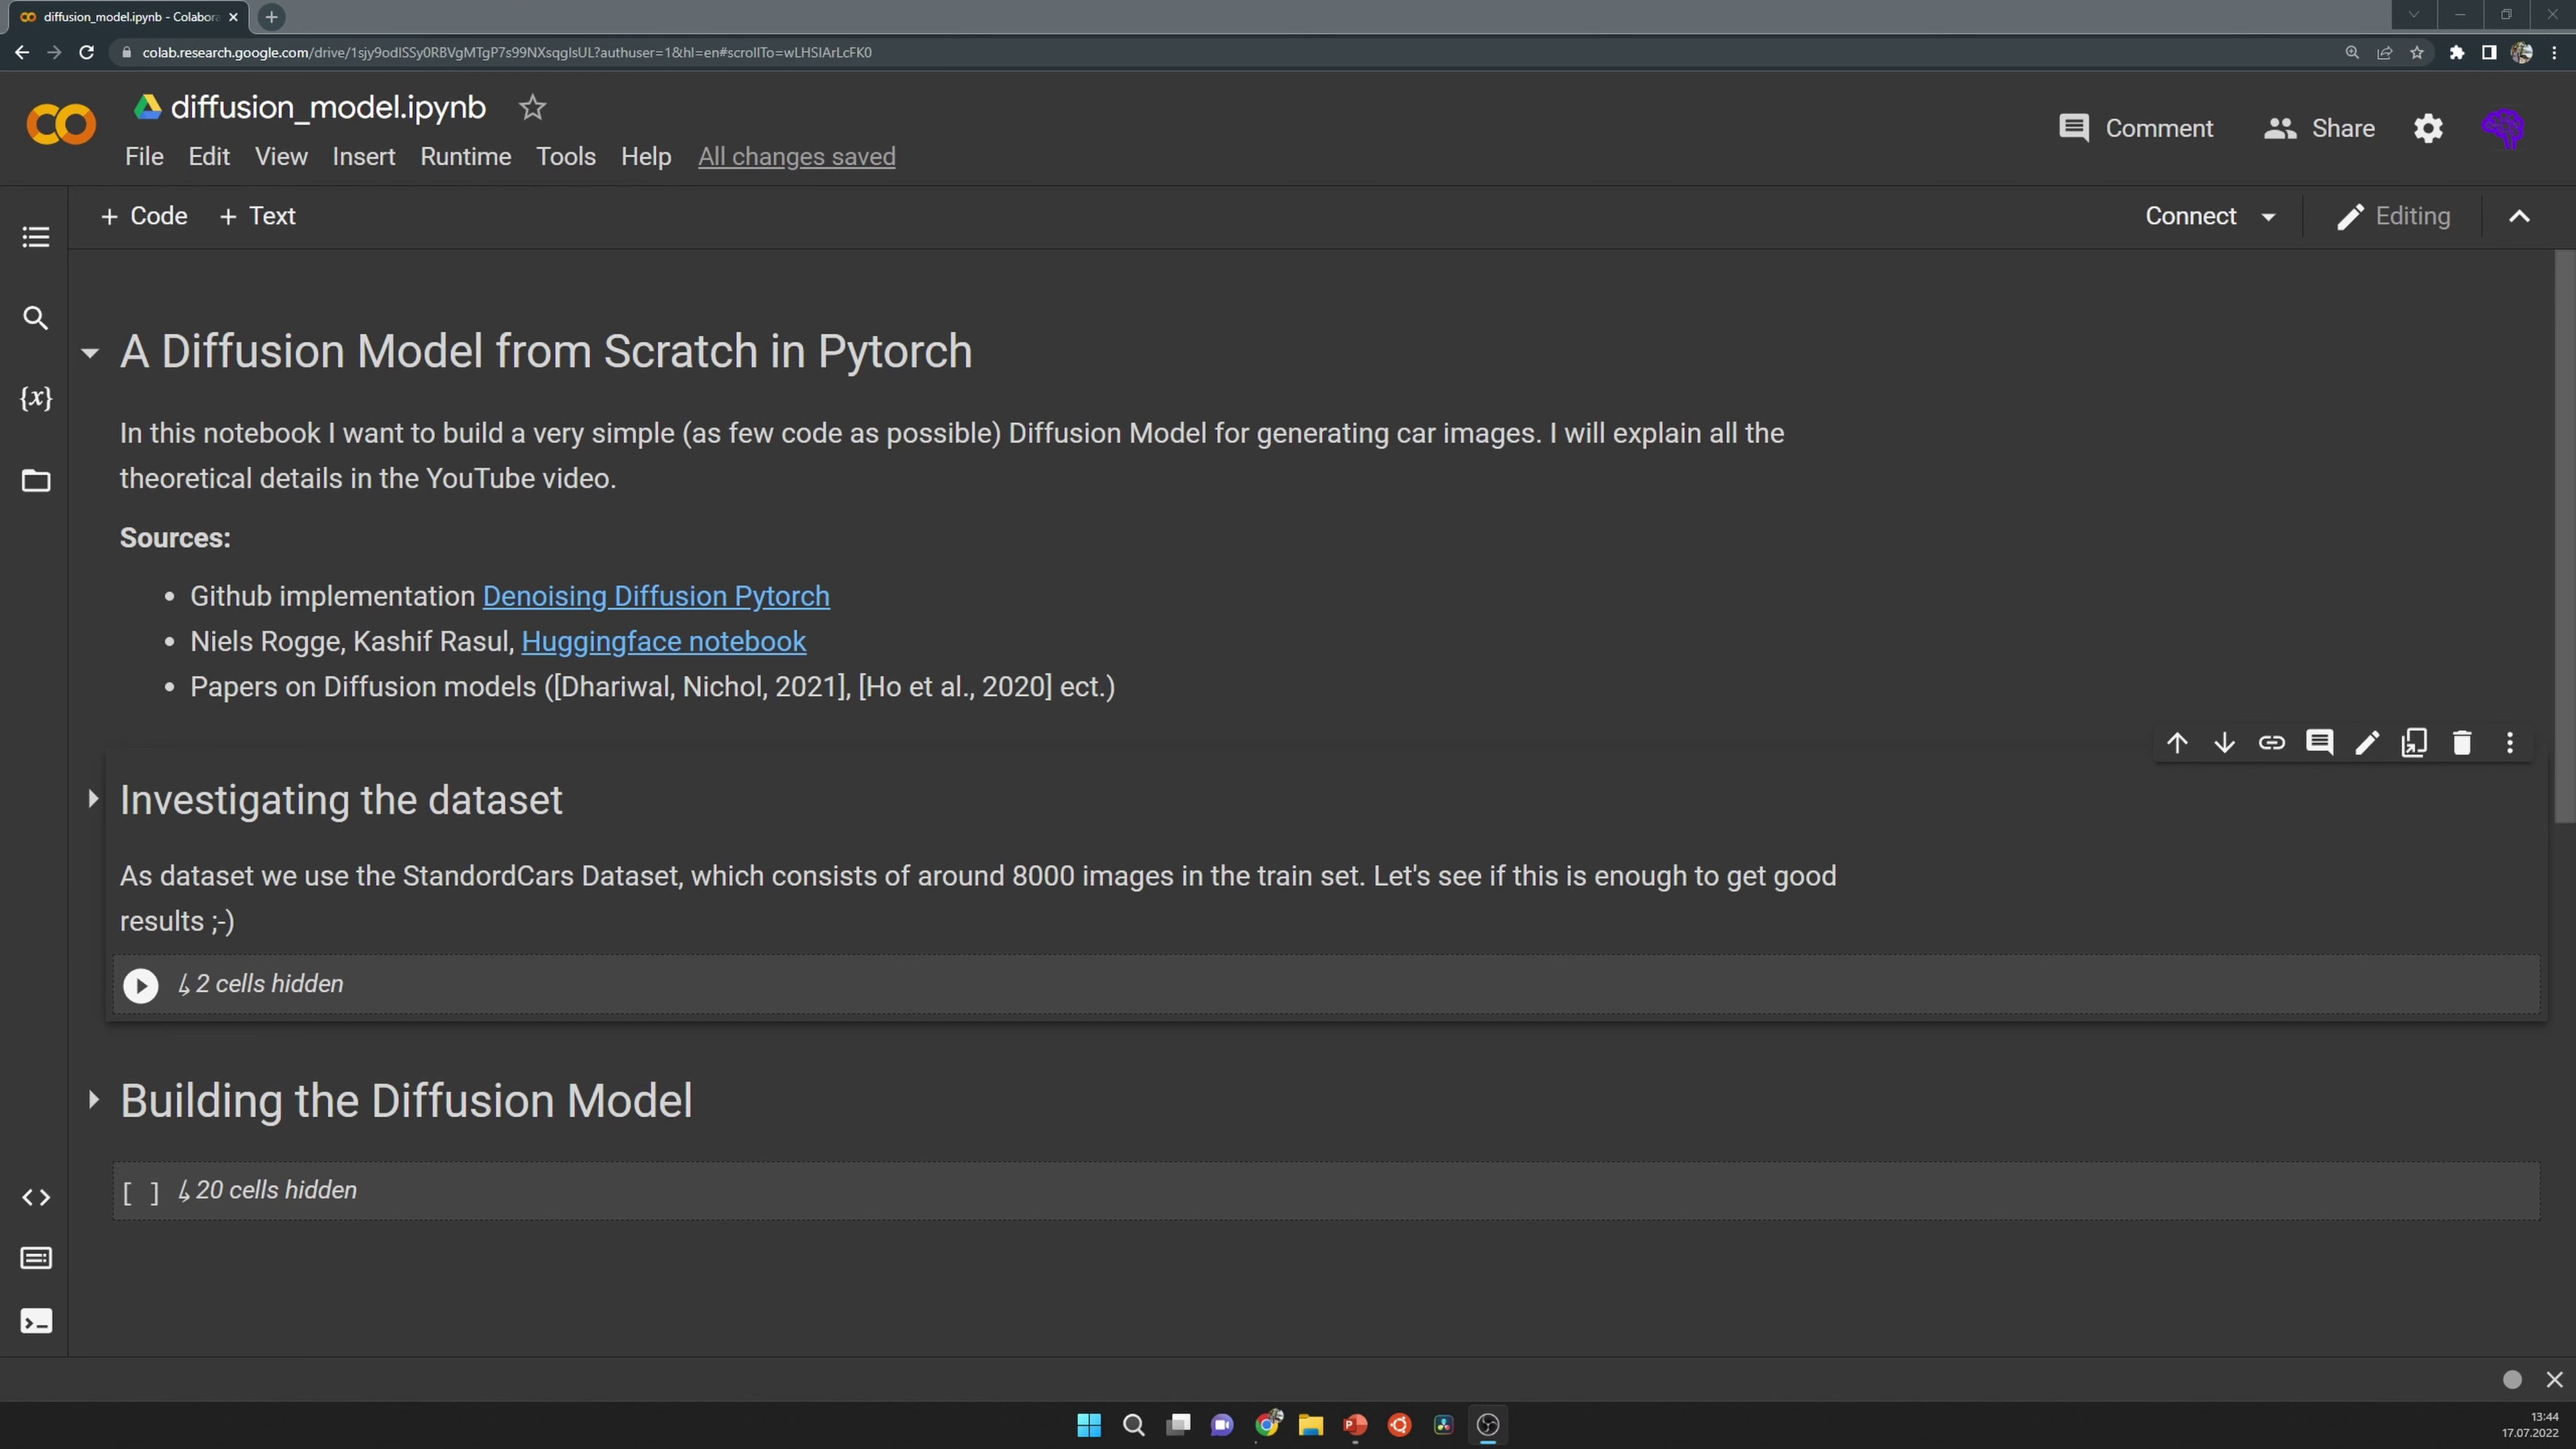 diffusion_model.ipynb - Colabora
colab.research.google.com/drive/1sjy9odlSSy0RBVgMTgP7s99NXsqglsUL?authuser=1&hl=en#scrollTo=wLHSIArLcFK0
diffusion_model.ipynb
Comment Share
File Edit View Insert Runtime Tools Help All changes saved
+ Code + Text Connect Editing
A Diffusion Model from Scratch in Pytorch
{x}
In this notebook I want to build a very simple (as few code as possible) Diffusion Model for generating car images. I will explain all the
theoretical details in the YouTube video.
Sources:
• Github implementation Denoising Diffusion Pytorch
• Niels Rogge, Kashif Rasul, Huggingface notebook
• Papers on Diffusion models ([Dhariwal, Nichol, 2021], [Ho et al., 2020] ect.)
Investigating the dataset
As dataset we use the StandordCars Dataset, which consists of around 8000 images in the train set. Let's see if this is enough to get good
results ;-)
↳ 2 cells hidden
Building the Diffusion Model
[ ] ↳ 20 cells hidden
13:44
17.07.2022